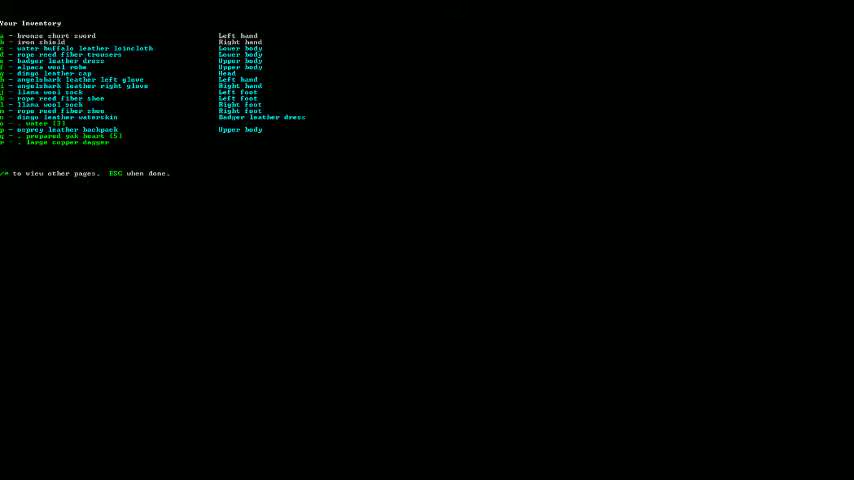 Your Inventory
a - bronze short sword Left hand
b - iron shield Right hand
c - water buffalo leather loincloth Lower body
d - rope reed fiber trousers Lower body
e - badger leather dress Upper body
f - alpaca wool robe Upper body
g - dingo leather cap Head
h - angelshark leather left glove Left hand
i - angelshark leather right glove Right hand
j - llama wool sock Left foot
k - rope reed fiber shoe Left foot
l - llama wool sock Right foot
m - rope reed fiber shoe Right foot
n - dingo leather waterskin Badger leather dress
o - . water [3]
p - osprey leather backpack Upper body
q - . prepared yak heart [5]
r - . large copper dagger
/* to view other pages. ESC when done.